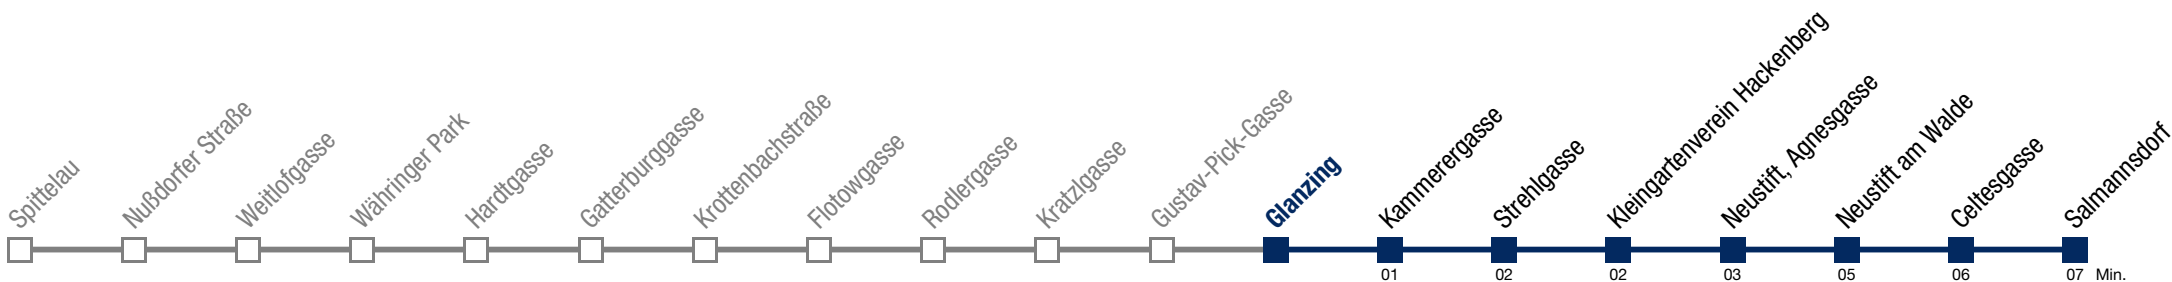 Spittelau
Nußdorfer Straße
Weitlofgasse
Währinger Park
Hardtgasse
Gatterburggasse
Krottenbachstraße
Flotowgasse
Rodlergasse
Kratzlgasse
Gustav-Pick-Gasse
Glanzing
Kammerergasse
Strehlgasse
Kleingartenverein Hackenberg
Neustift, Agnesgasse
Neustift am Walde
Celtesgasse
Salmannsdorf
01 02 02 03 05 06 07 Min.